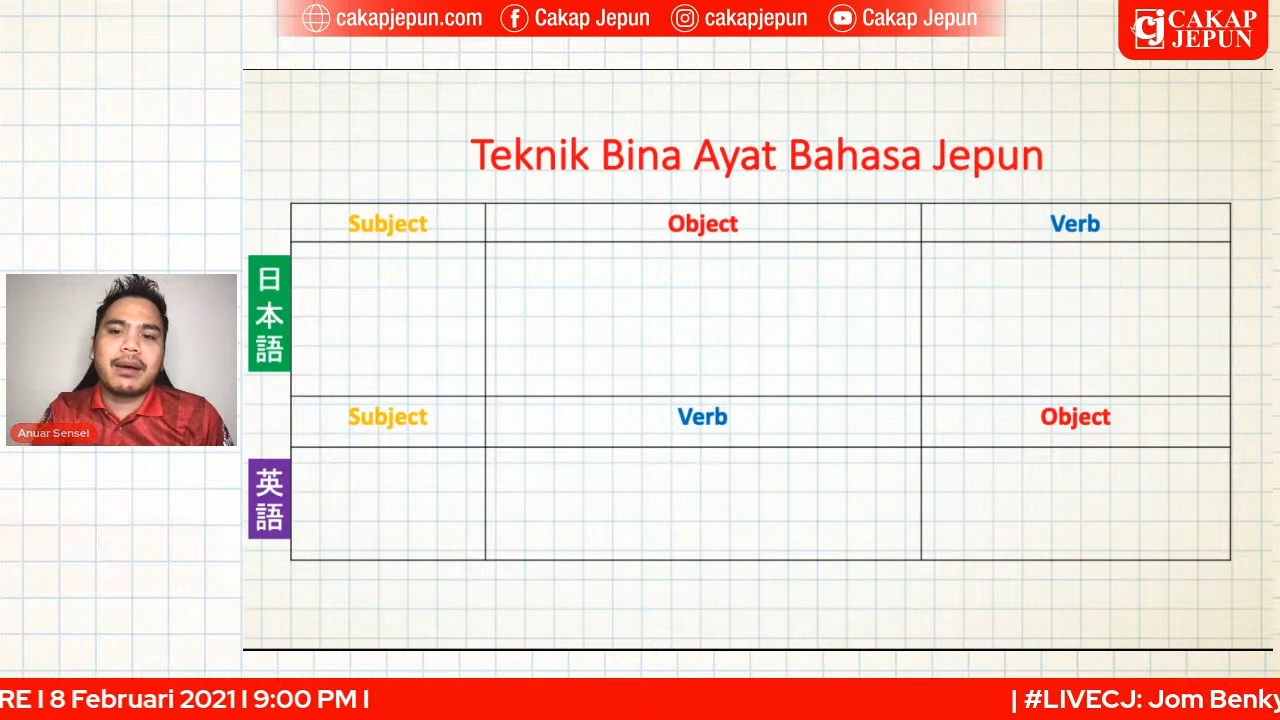 cakapjepun.com Cakap Jepun cakapjepun Cakap Jepun
CJ CAKAP
JEPUN
Teknik Bina Ayat Bahasa Jepun
Subject Object Verb
日本語
Subject Verb Object
英語
Anuar Sensei
RE I 8 Februari 2021 I 9:00 PM I
| #LIVECJ: Jom Benky